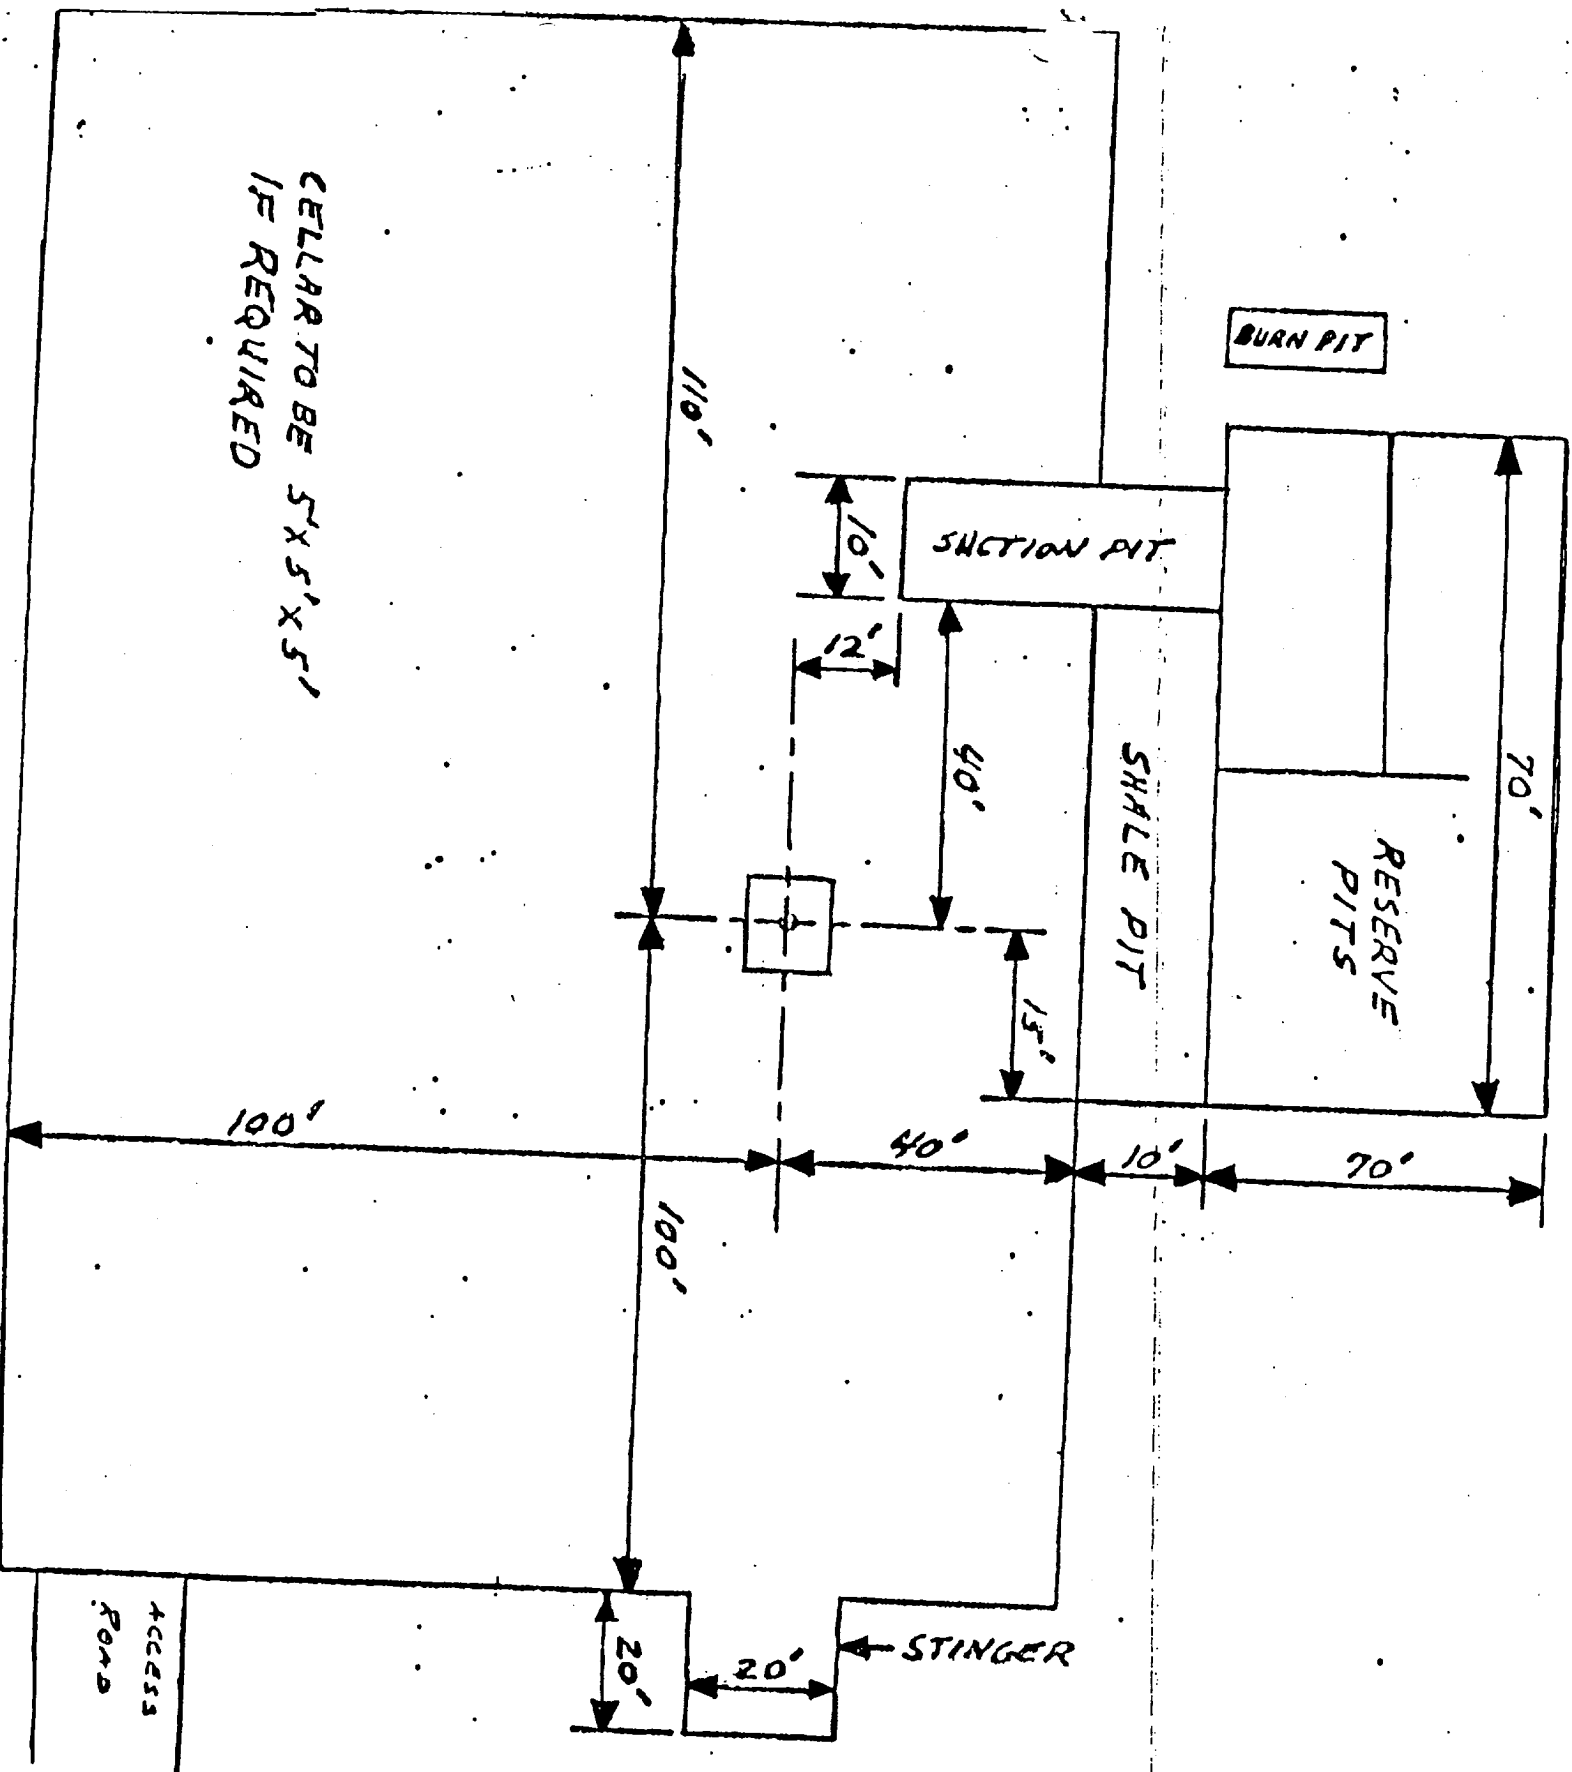 BURN PIT
CELLAR TO BE 5'X5'X5'
IF REQUIRED
110'
10'
SUCTION PIT
12'
40'
SHALE PIT
70'
RESERVE
PITS
15'
100'
40'
10'
70'
100'
20'
20'
STINGER
ACCESS
ROAD